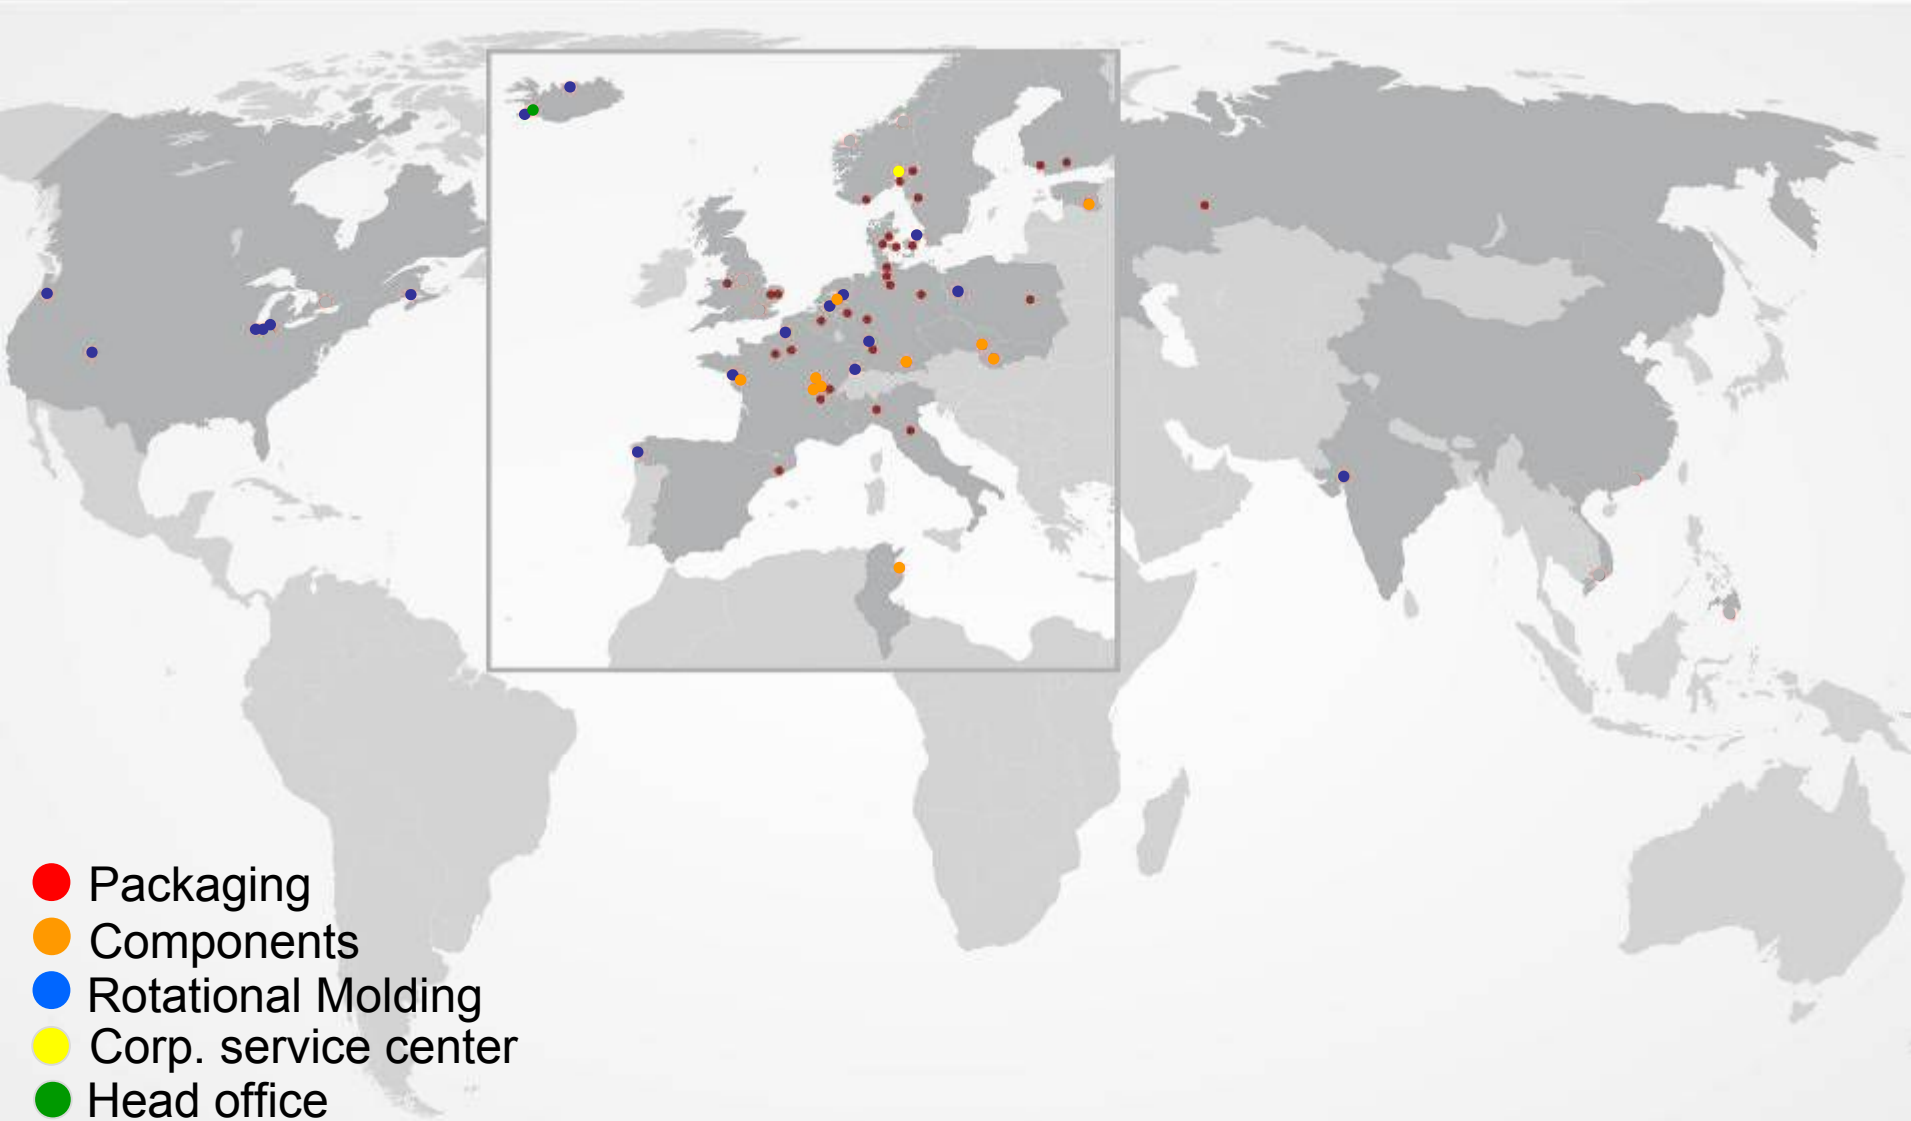 Packaging
Components
Rotational Molding
Corp. service center
Head office